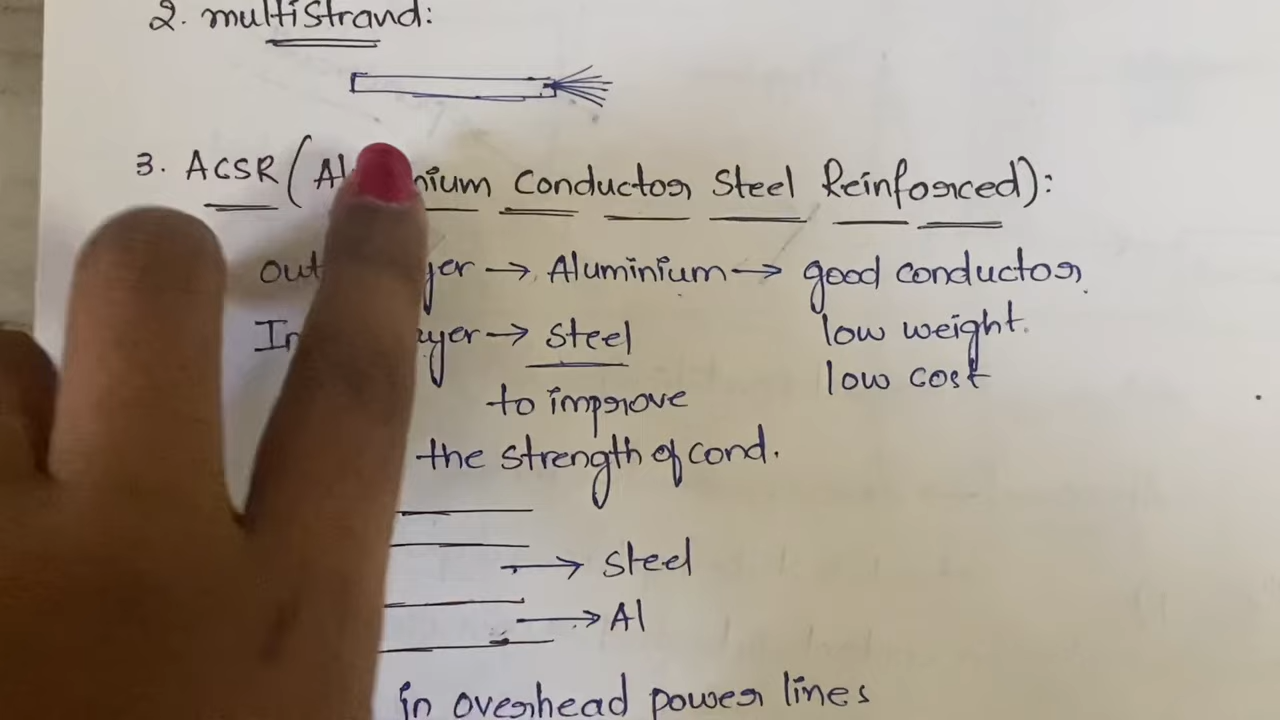 2. multistrand:
3. ACSR (Al nium Conductor Steel Reinforced):
out yer → Aluminium → good conductor.
In ayer → Steel low weight.
low cost
to improve
the strength of cond.
→ Steel
→ Al
in overhead power lines